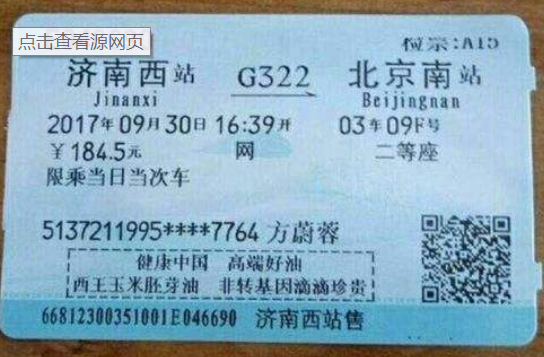 点击查看源网页
检票:A15
济南西站 G322 北京南站
Jinanxi Beijingnan
2017年09月30日 16:39开 03车09F号
￥184.5元 网 二等座
限乘当日当次车
5137211995****7764 方蔚蓉
健康中国 高端好油
西王玉米胚芽油 非转基因滴滴珍贵
66812300351001E046690 济南西站售